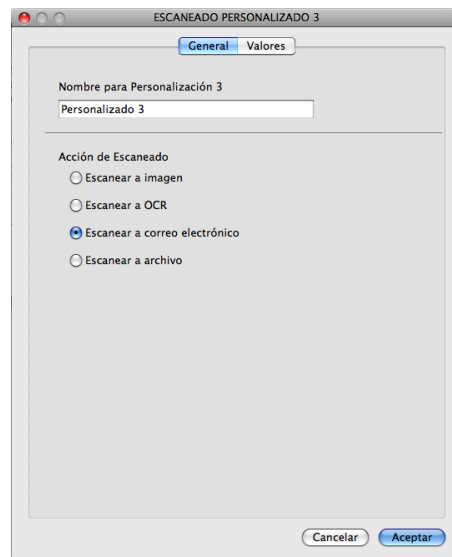 ESCANEADO PERSONALIZADO 3
General Valores
Nombre para Personalización 3
Personalizado 3
Acción de Escaneado
Escanear a imagen
Escanear a OCR
Escanear a correo electrónico
Escanear a archivo
Cancelar Aceptar